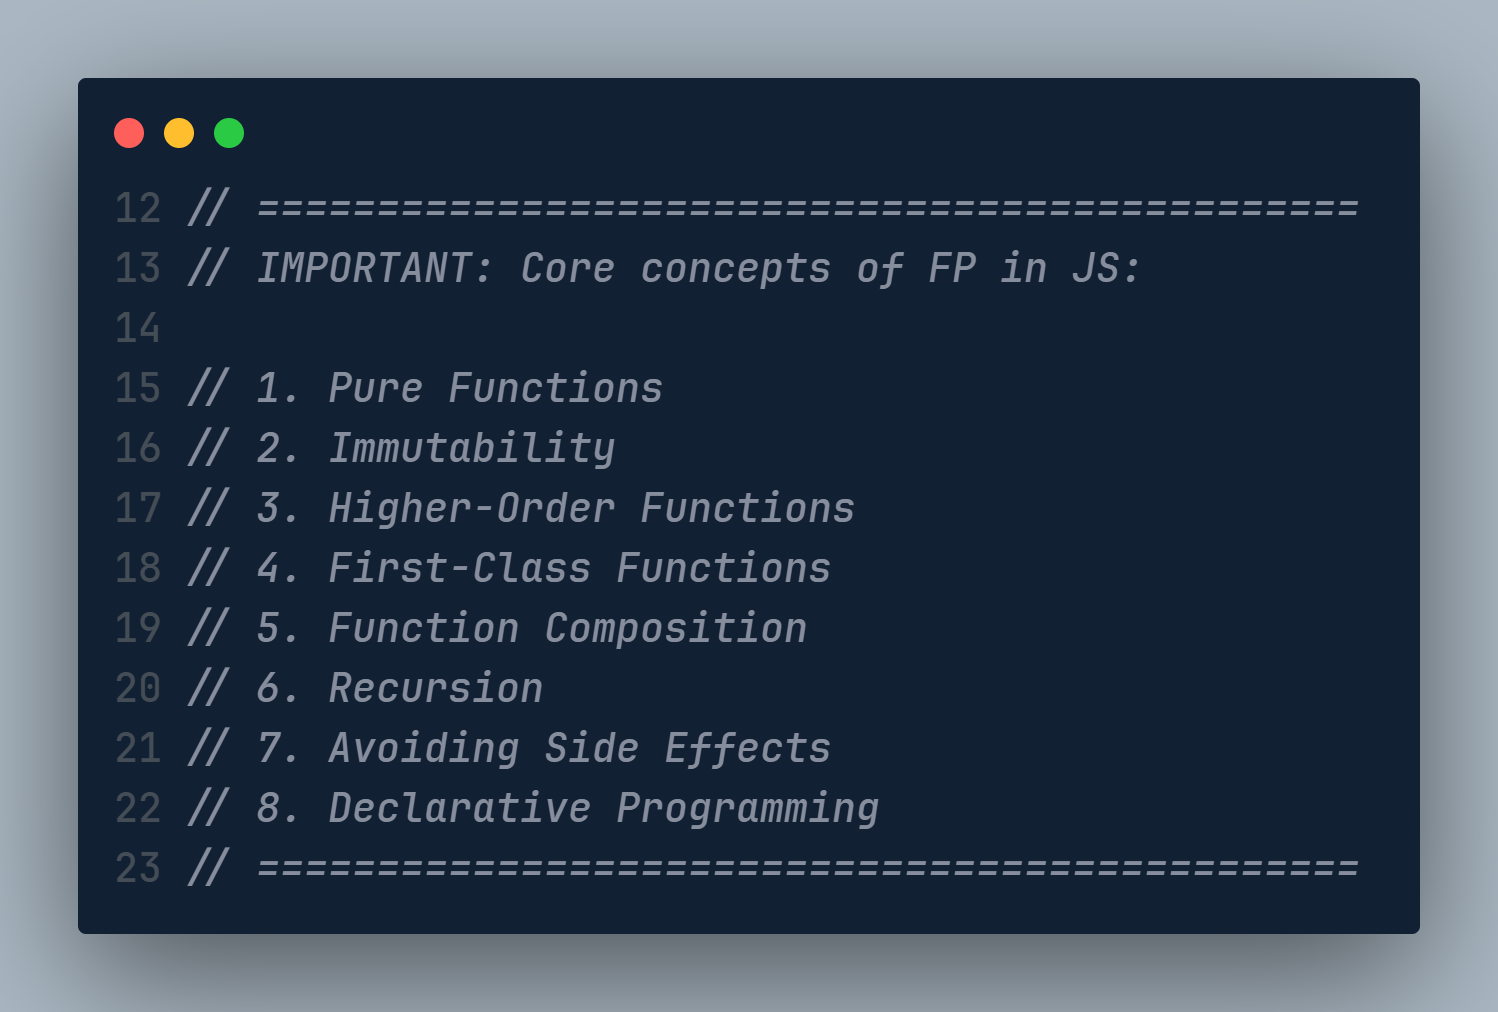 12 // ==============================================
13 // IMPORTANT: Core concepts of FP in JS:
14
15 // 1. Pure Functions
16 // 2. Immutability
17 // 3. Higher-Order Functions
18 // 4. First-Class Functions
19 // 5. Function Composition
20 // 6. Recursion
21 // 7. Avoiding Side Effects
22 // 8. Declarative Programming
23 // ==============================================